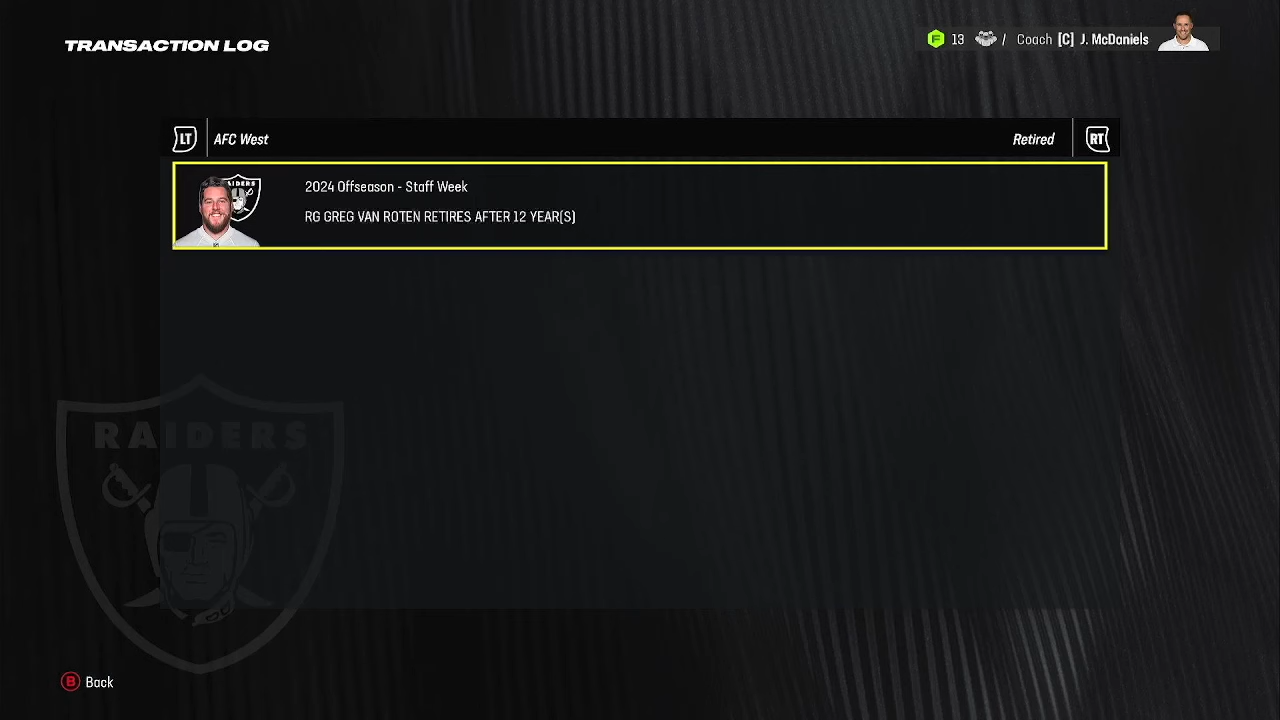 TRANSACTION LOG
F 13 / Coach [C] J. McDaniels
LT AFC West Retired RT
RAIDERS
2024 Offseason - Staff Week
RG GREG VAN ROTEN RETIRES AFTER 12 YEAR(S)
RAIDERS
B Back